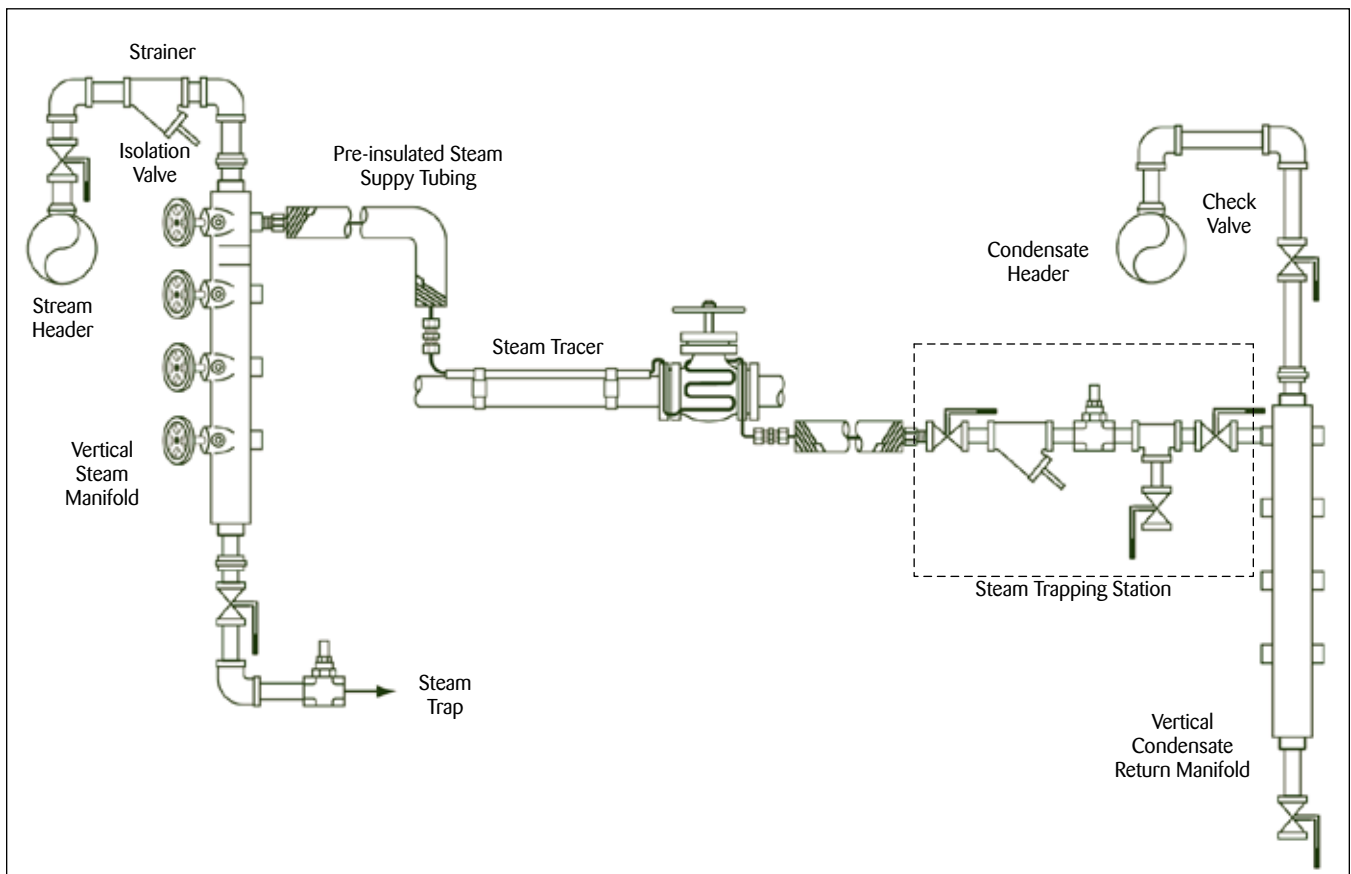 Strainer
Isolation
Valve
Stream
Header
Pre-insulated Steam
Suppy Tubing
Check
Valve
Condensate
Header
Steam Tracer
Vertical
Steam
Manifold
Steam Trapping Station
Steam
Trap
Vertical
Condensate
Return Manifold